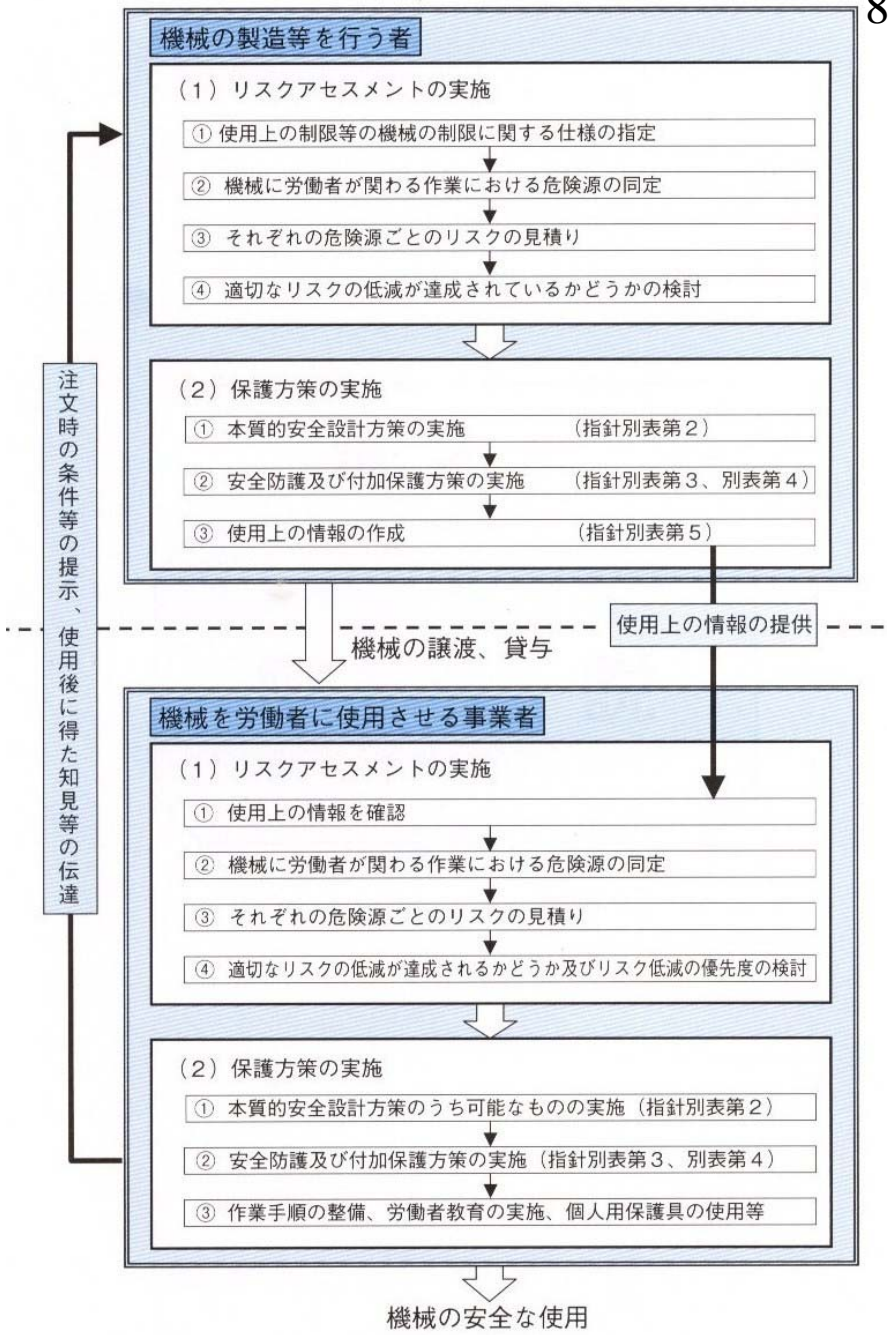 8
機械の製造等を行う者
（1）リスクアセスメントの実施
① 使用上の制限等の機械の制限に関する仕様の指定
② 機械に労働者が関わる作業における危険源の同定
③ それぞれの危険源ごとのリスクの見積り
④ 適切なリスクの低減が達成されているかどうかの検討
（2）保護方策の実施
① 本質的安全設計方策の実施 （指針別表第2）
② 安全防護及び付加保護方策の実施 （指針別表第3、別表第4）
③ 使用上の情報の作成 （指針別表第5）
注文時の条件等の提示、使用後に得た知見等の伝達
使用上の情報の提供
機械の譲渡、貸与
機械を労働者に使用させる事業者
（1）リスクアセスメントの実施
① 使用上の情報を確認
② 機械に労働者が関わる作業における危険源の同定
③ それぞれの危険源ごとのリスクの見積り
④ 適切なリスクの低減が達成されるかどうか及びリスク低減の優先度の検討
（2）保護方策の実施
① 本質的安全設計方策のうち可能なものの実施（指針別表第2）
② 安全防護及び付加保護方策の実施（指針別表第3、別表第4）
③ 作業手順の整備、労働者教育の実施、個人用保護具の使用等
機械の安全な使用